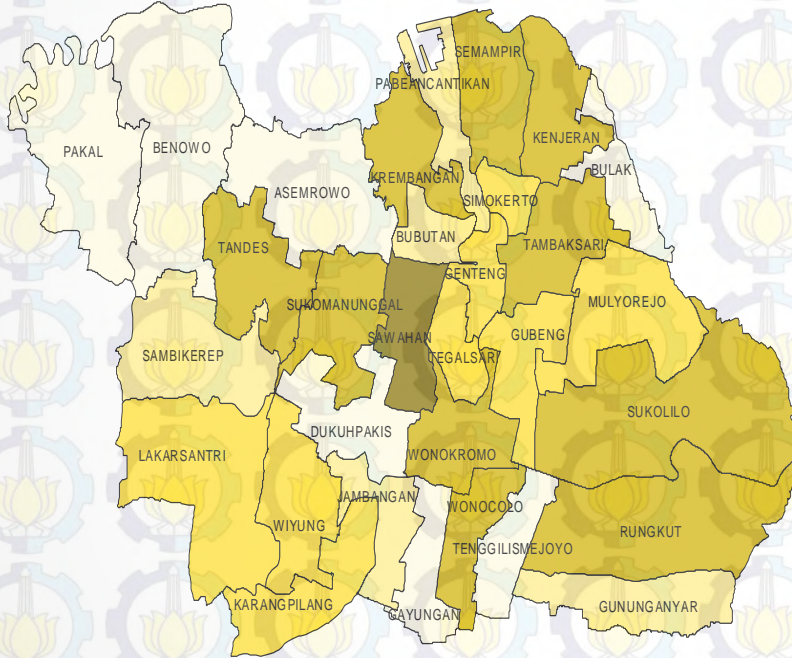 SEMAMPIR
PABEANCANTIKAN
KENJERAN
PAKAL
BENOWO
BULAK
KREMBANGAN
ASEMROWO
SIMOKERTO
BUBUTAN
TANDES
TAMBAKSARI
GENTENG
SUKOMANUNGGAL
MULYOREJO
SAWAHAN
GUBENG
SAMBIKEREP
TEGALSARI
SUKOLILO
DUKUHPAKIS
LAKARSANTRI
WONOKROMO
JAMBANGAN
WONOCOLO
WIYUNG
RUNGKUT
TENGGILISMEJOYO
KARANGPILANG
GUNUNGANYAR
GAYUNGAN